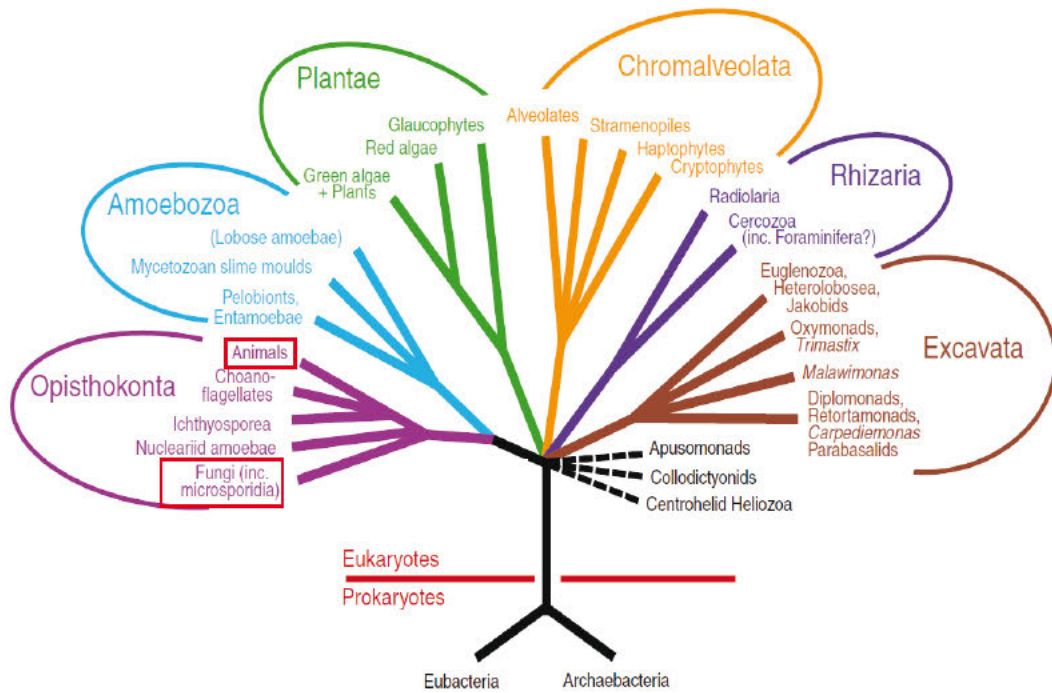 Plantae
Glaucophytes
Red algae
Green algae
+ Plants
Chromalveolata
Alveolates
Stramenopiles
Haptophytes
Cryptophytes
Amoebozoa
(Lobose amoebae)
Mycetozoan slime moulds
Pelobionts,
Entamoebae
Rhizaria
Radiolaria
Cercozoa
(inc. Foraminifera?)
Opisthokonta
Animals
Choano-
flagellates
Ichthyosporea
Nucleariid amoebae
Fungi (inc.
microsporidia)
Excavata
Euglenozoa,
Heterolobosea,
Jakobids
Oxymonads,
Trimastix
Malawimonas
Diplomonads,
Retortamonads,
Carpediemonas
Parabasalids
Apusomonads
Collodictyonids
Centrohelid Heliozoa
Eukaryotes
Prokaryotes
Eubacteria
Archaebacteria